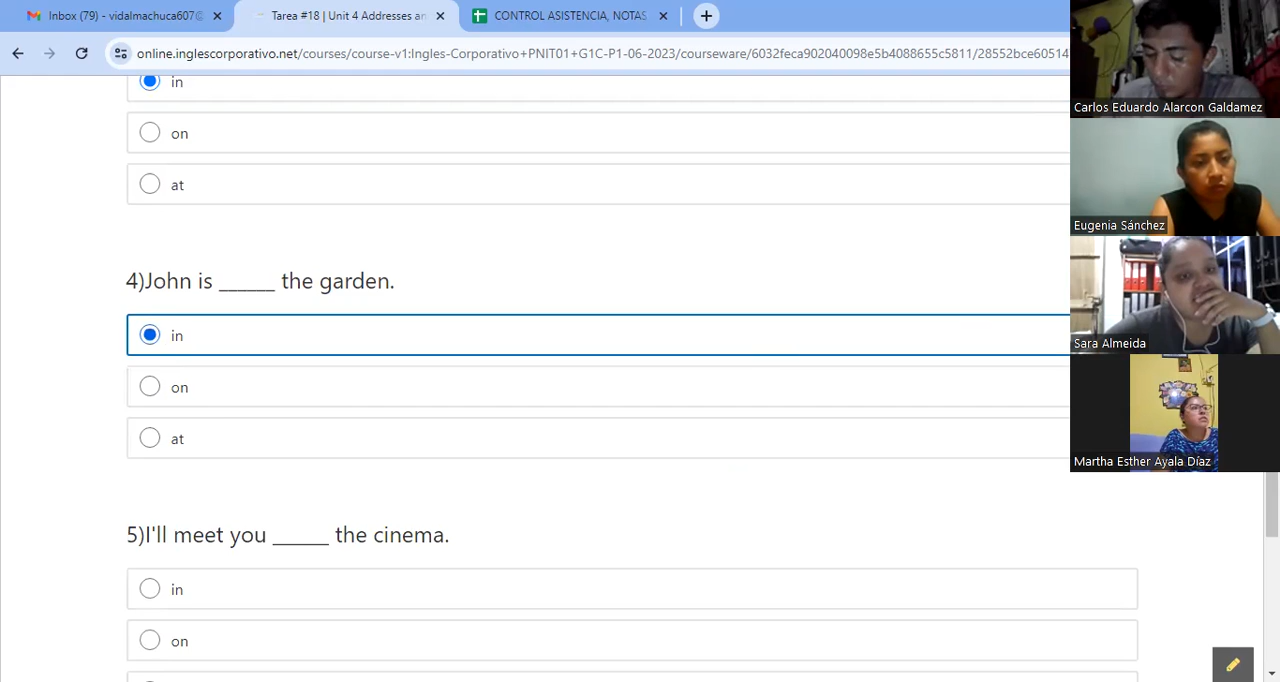 Inbox (79) - vidalmachuca607@
Tarea #18 | Unit 4 Addresses an
CONTROL ASISTENCIA, NOTAS
online.inglescorporativo.net/courses/course-v1:Ingles-Corporativo+PNIT01+G1C-P1-06-2023/courseware/6032feca902040098e5b4088655c5811/28552bce60514
in
on
at
4)John is ______ the garden.
in
on
at
5)I'll meet you _____ the cinema.
in
on
Carlos Eduardo Alarcon Galdamez
Eugenia Sánchez
Sara Almeida
Martha Esther Ayala Díaz